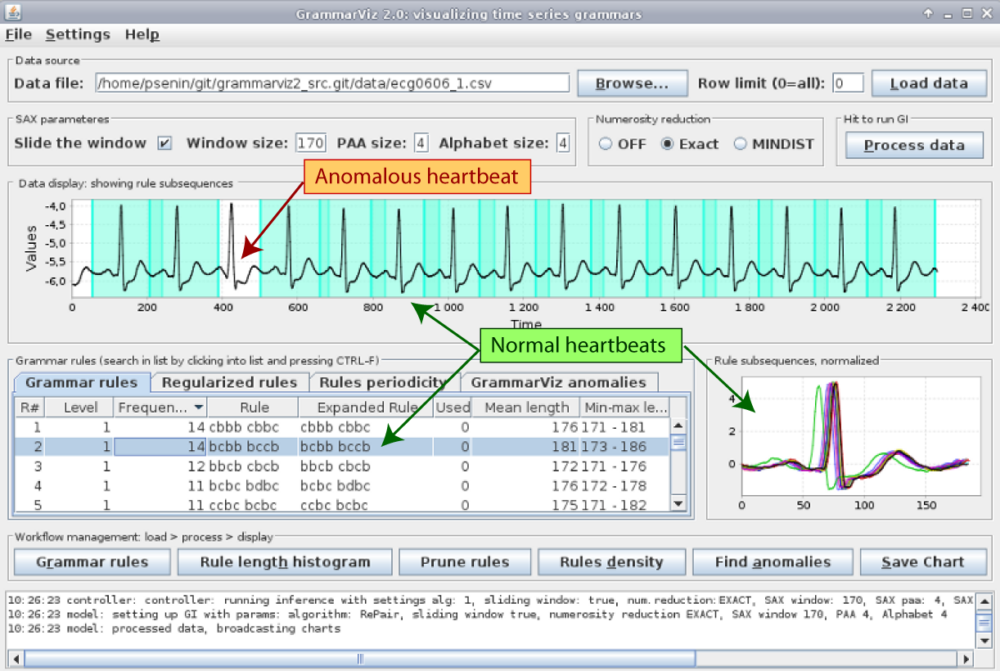 GrammarViz 2.0: visualizing time series grammars
File Settings Help
Data source
Data file: /home/psenin/git/grammarviz2_src.git/data/ecg0606_1.csv Browse... Row limit (0=all): 0 Load data
SAX parameteres Numerosity reduction Hit to run GI
Slide the window Window size: 170 PAA size: 4 Alphabet size: 4 OFF Exact MINDIST Process data
Anomalous heartbeat
Data display: showing rule subsequences
-4,0
-4,5
-5,0
-5,5
-6,0
Values
0 200 400 600 800 1 000 1 200 1 400 1 600 1 800 2 000 2 200 2 400
Time
Normal heartbeats
Grammar rules (search in list by clicking into list and pressing CTRL-F) Rule subsequences, normalized
Grammar rules Regularized rules Rules periodicity GrammarViz anomalies
R# Level Frequen... Rule Expanded Rule Used Mean length Min-max le...
1 1 14 cbbb cbbc cbbb cbbc 0 176 171 - 181
2 1 14 bcbb bccb bcbb bccb 0 181 173 - 186
3 1 12 bbcb cbcb bbcb cbcb 0 172 171 - 176
4 1 11 bcbc bdbc bcbc bdbc 0 176 172 - 178
5 1 11 ccbc bcbc ccbc bcbc 0 175 171 - 182
4
2
0
0 50 100 150
Workflow management: load > process > display
Grammar rules Rule length histogram Prune rules Rules density Find anomalies Save Chart
10:26:23 controller: controller: running inference with settings alg: 1, sliding window: true, num.reduction:EXACT, SAX window: 170, SAX paa: 4, SAX
10:26:23 model: setting up GI with params: algorithm: RePair, sliding window true, numerosity reduction EXACT, SAX window 170, PAA 4, Alphabet 4
10:26:23 model: processed data, broadcasting charts